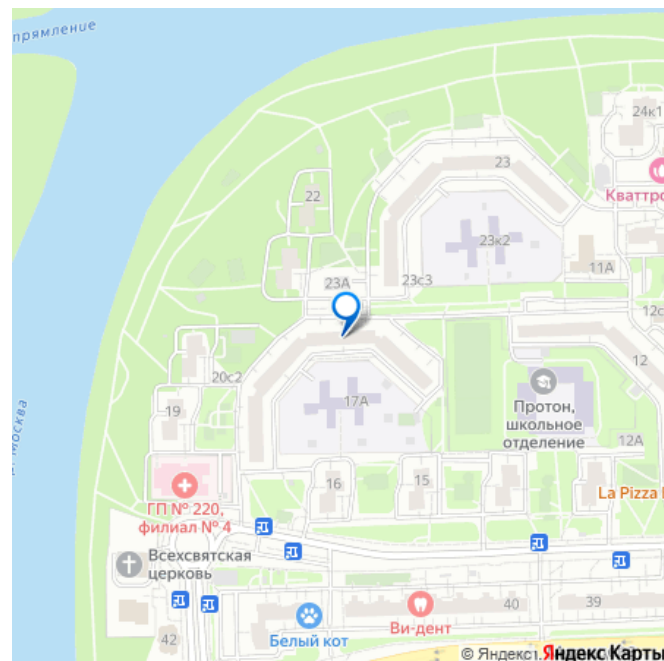 прямление
24к1
23
Кваттро
22
23к2
11А
23А
23с3
12с
12
20с2
19
17А
Протон,
школьное
отделение
12А
16
15
La Pizza
ГП № 220,
филиал № 4
Москва
Всехсвятская
церковь
40
39
Ви-дент
Белый кот
42
© Яндекс
Яндекс Карты